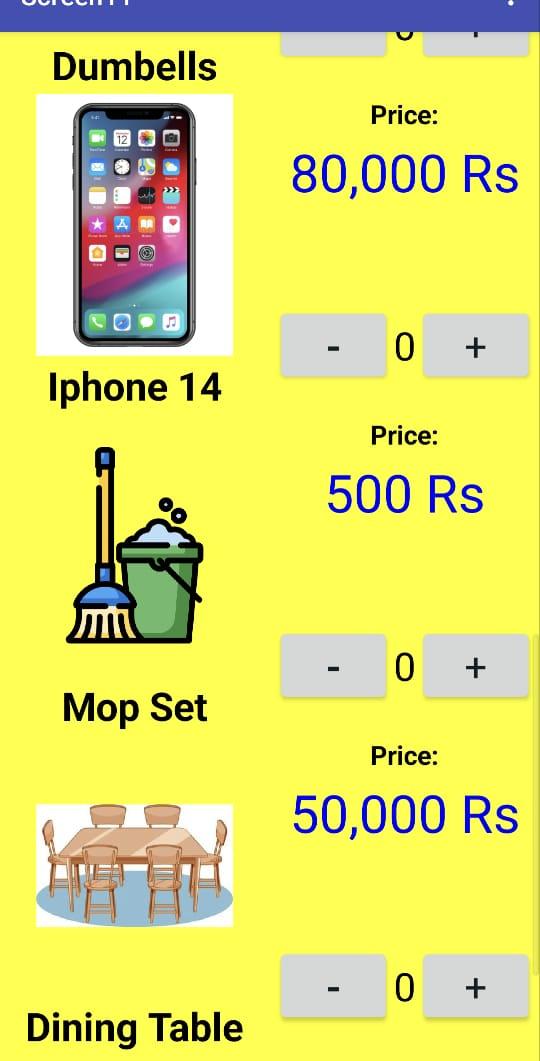 Dumbells
Price:
80,000 Rs
- 0 +
Iphone 14
Price:
500 Rs
- 0 +
Mop Set
Price:
50,000 Rs
- 0 +
Dining Table